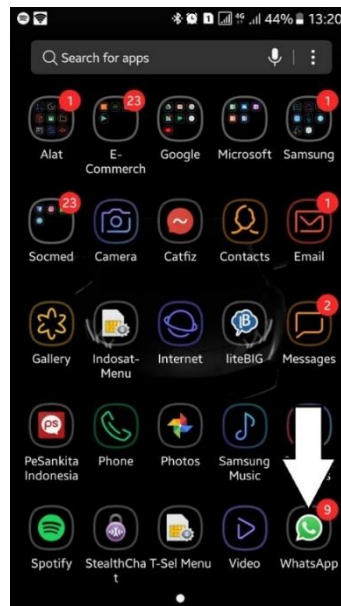 44% 13:20
Search for apps
1
23
1
Alat
E-
Commerch
Google
Microsoft
Samsung
23
1
Socmed
Camera
Catfiz
Contacts
Email
2
Gallery
Indosat-
Menu
Internet
liteBIG
Messages
PS
PeSankita
Indonesia
Phone
Photos
Samsung
Music
9
Spotify
StealthCha
t
T-Sel Menu
Video
WhatsApp